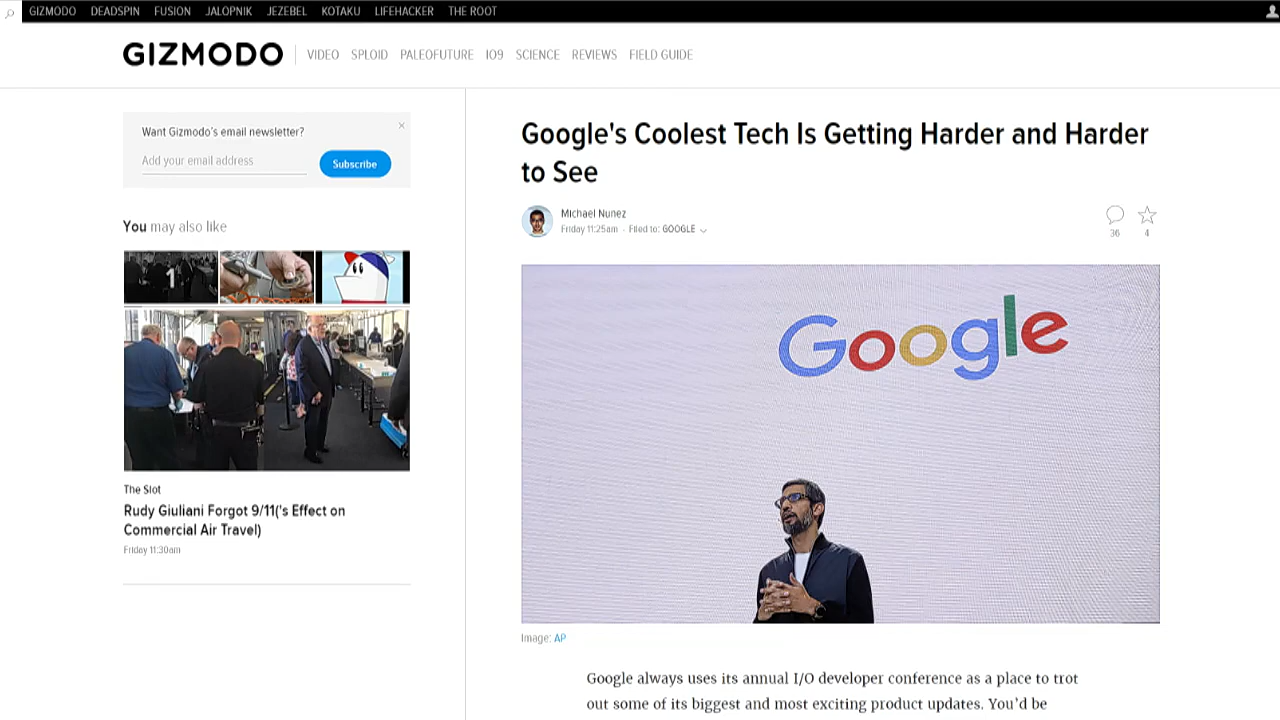 GIZMODO DEADSPIN FUSION JALOPNIK JEZEBEL KOTAKU LIFEHACKER THE ROOT
GIZMODO VIDEO SPLOID PALEOFUTURE IO9 SCIENCE REVIEWS FIELD GUIDE
Want Gizmodo's email newsletter?
Add your email address
Subscribe
You may also like
1
The Slot
Rudy Giuliani Forgot 9/11('s Effect on
Commercial Air Travel)
Friday 11:30am
Google's Coolest Tech Is Getting Harder and Harder
to See
Michael Nunez
Friday 11:25am · Filed to: GOOGLE
36 4
Google
Image: AP
Google always uses its annual I/O developer conference as a place to trot
out some of its biggest and most exciting product updates. You'd be